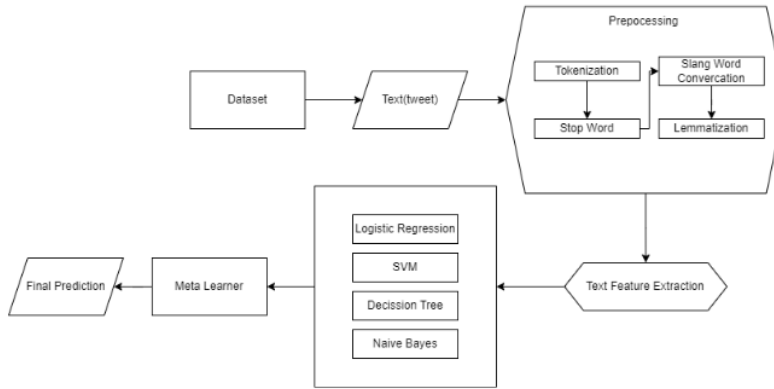 Prepocessing
Dataset
Text(tweet)
Tokenization
Stop Word
Slang Word
Convercation
Lemmatization
Text Feature Extraction
Logistic Regression
SVM
Decission Tree
Naive Bayes
Meta Learner
Final Prediction